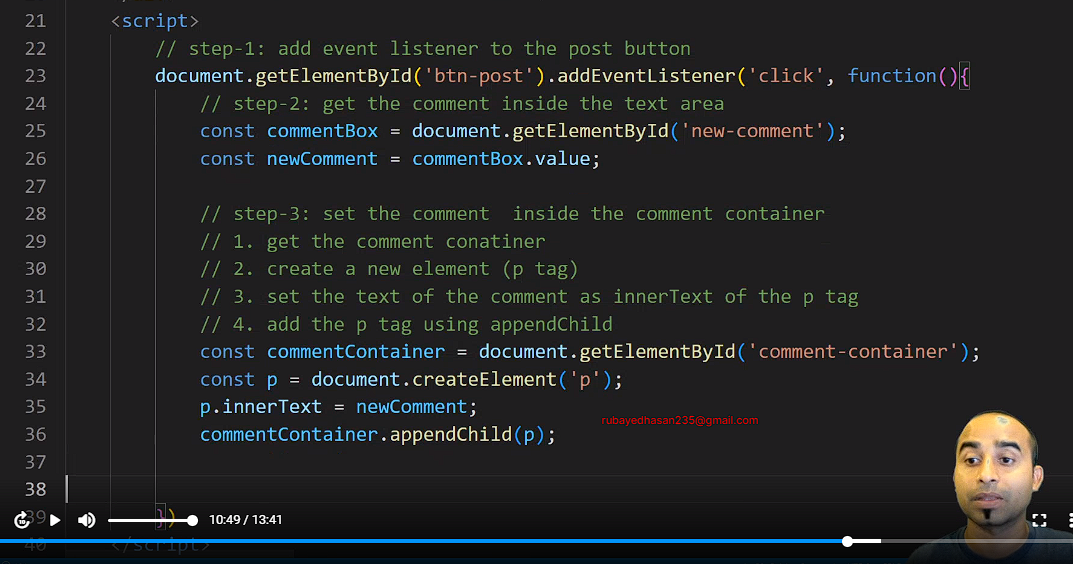 21 <script>
22 // step-1: add event listener to the post button
23 document.getElementById('btn-post').addEventListener('click', function(){
24 // step-2: get the comment inside the text area
25 const commentBox = document.getElementById('new-comment');
26 const newComment = commentBox.value;
27
28 // step-3: set the comment  inside the comment container
29 // 1. get the comment conatiner
30 // 2. create a new element (p tag)
31 // 3. set the text of the comment as innerText of the p tag
32 // 4. add the p tag using appendChild
33 const commentContainer = document.getElementById('comment-container');
34 const p = document.createElement('p');
35 p.innerText = newComment;
rubayedhasan235@gmail.com
36 commentContainer.appendChild(p);
37
38
39 })
10:49 / 13:41
40 </script>